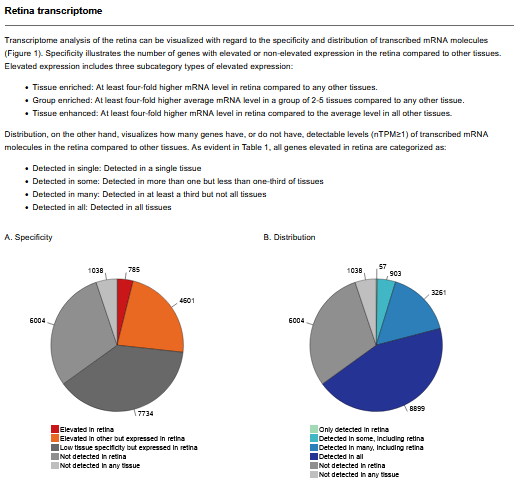 Retina transcriptome
Transcriptome analysis of the retina can be visualized with regard to the specificity and distribution of transcribed mRNA molecules
(Figure 1). Specificity illustrates the number of genes with elevated or non-elevated expression in the retina compared to other tissues.
Elevated expression includes three subcategory types of elevated expression:
• Tissue enriched: At least four-fold higher mRNA level in retina compared to any other tissues.
• Group enriched: At least four-fold higher average mRNA level in a group of 2-5 tissues compared to any other tissue.
• Tissue enhanced: At least four-fold higher mRNA level in retina compared to the average level in all other tissues.
Distribution, on the other hand, visualizes how many genes have, or do not have, detectable levels (nTPM≥1) of transcribed mRNA
molecules in the retina compared to other tissues. As evident in Table 1, all genes elevated in retina are categorized as:
• Detected in single: Detected in a single tissue
• Detected in some: Detected in more than one but less than one-third of tissues
• Detected in many: Detected in at least a third but not all tissues
• Detected in all: Detected in all tissues
A. Specificity
B. Distribution
1038
785
4601
6004
7734
1038
57
903
3261
6004
8899
Elevated in retina
Elevated in other but expressed in retina
Low tissue specificity but expressed in retina
Not detected in retina
Not detected in any tissue
Only detected in retina
Detected in some, including retina
Detected in many, including retina
Detected in all
Not detected in retina
Not detected in any tissue